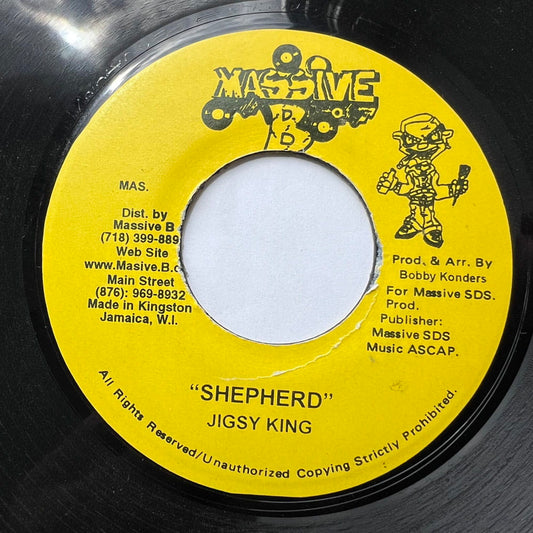 MASSIVE
B
D.
D
MAS.
Dist. by
Massive B
(718) 399-889
Web Site
www.Masive.B.c
Main Street
(876): 969-8932
Made in Kingston
Jamaica, W.I.
Prod. & Arr. By
Bobby Konders
For Massive SDS.
Prod.
Publisher:
Massive SDS
Music ASCAP.
"SHEPHERD"
JIGSY KING
All Rights Reserved/Unauthorized Copying Strictly Prohibited.